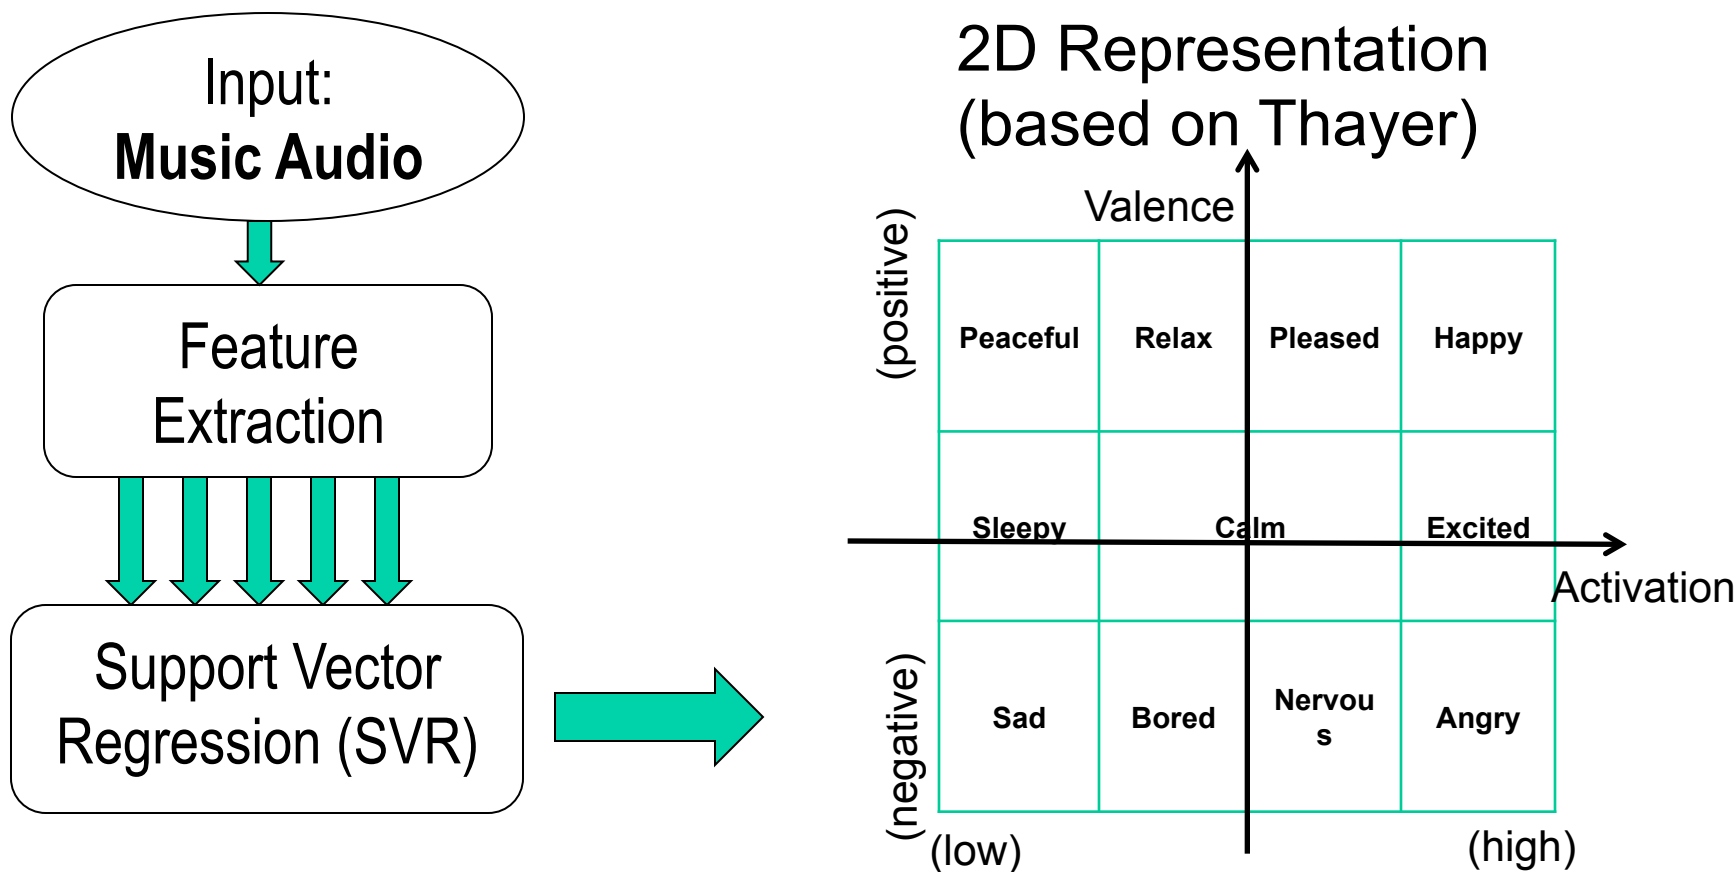 Input:
Music Audio
Feature
Extraction
Support Vector
Regression (SVR)
2D Representation
(based on Thayer)
Valence
(positive)
Peaceful Relax Pleased Happy
Sleepy Calm Excited
Activation
(negative)
Sad Bored Nervou
s Angry
(low) (high)